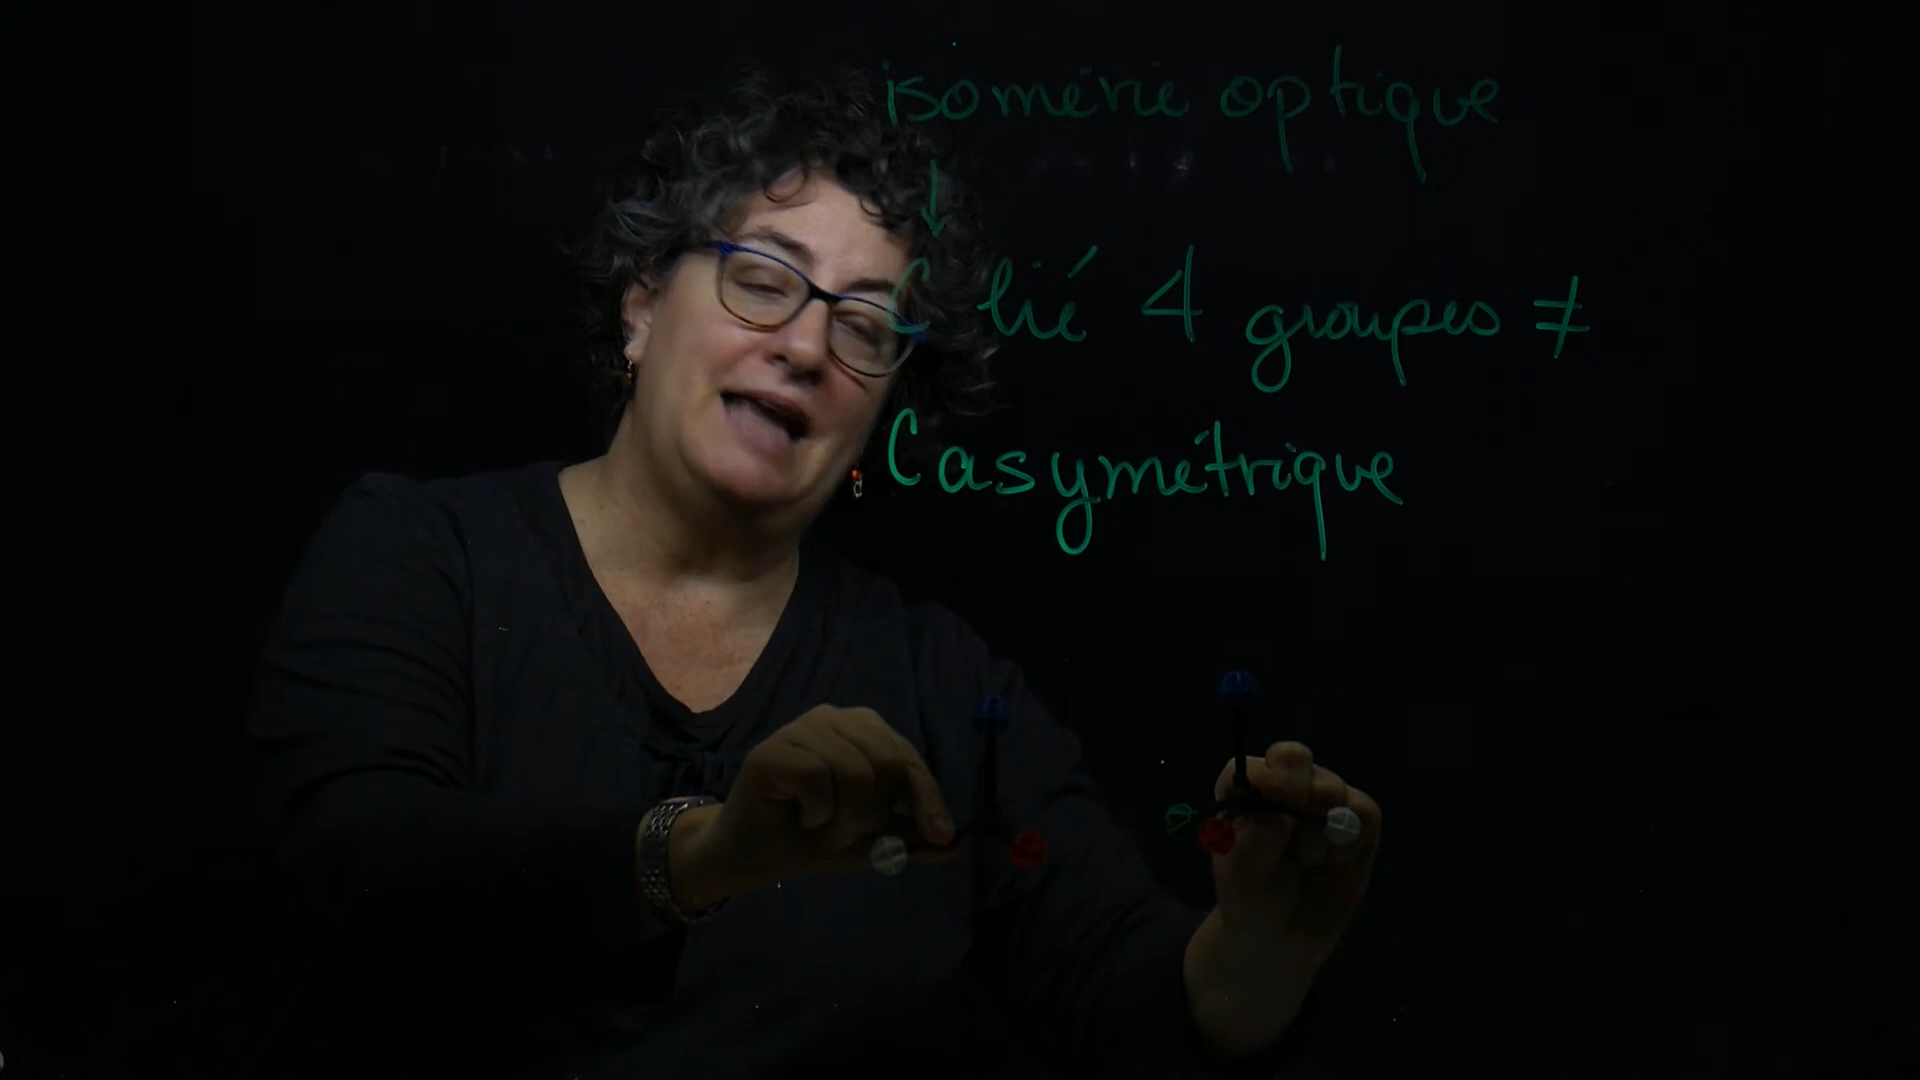 isomérie optique
↓
C lié 4 groupes ≠
C asymétrique